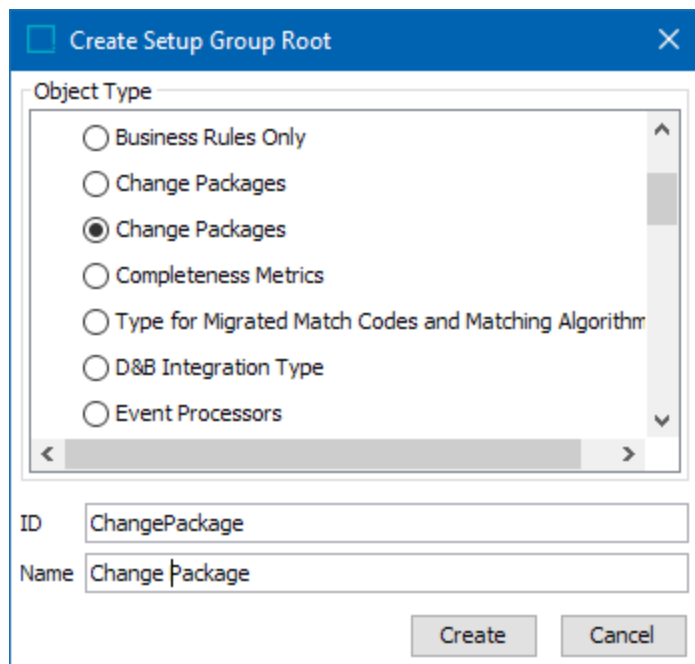 Create Setup Group Root
Object Type
Business Rules Only
Change Packages
Change Packages
Completeness Metrics
Type for Migrated Match Codes and Matching Algorithm
D&B Integration Type
Event Processors
ID ChangePackage
Name Change Package
Create Cancel